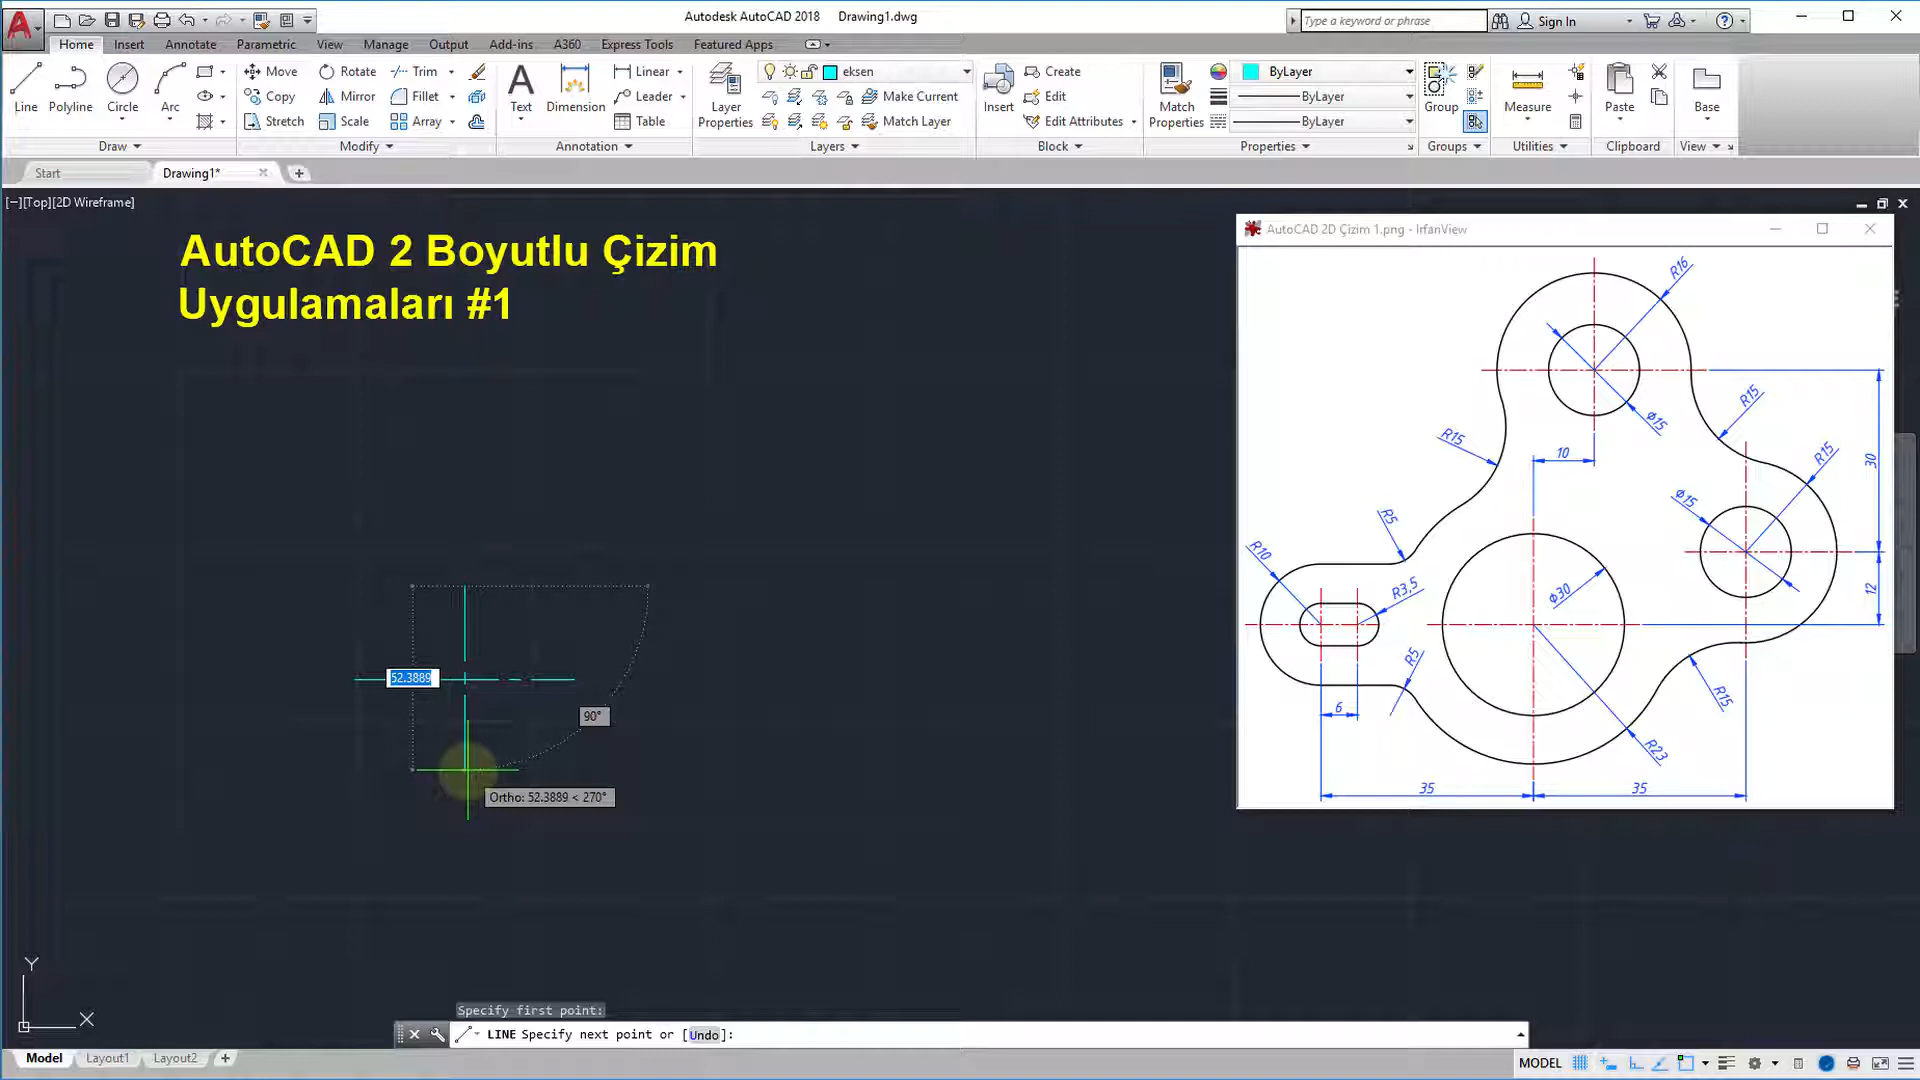 Autodesk AutoCAD 2018 Drawing1.dwg
Type a keyword or phrase
Sign In
Home Insert Annotate Parametric View Manage Output Add-ins A360 Express Tools Featured Apps
Line
Polyline
Circle
Arc
Move
Rotate
Trim
Copy
Mirror
Fillet
Stretch
Scale
Array
Text
Dimension
Linear
Leader
Table
Layer
Properties
eksen
Make Current
Match Layer
Insert
Create
Edit
Edit Attributes
Match
Properties
ByLayer
ByLayer
ByLayer
Group
Measure
Paste
Base
Draw
Modify
Annotation
Layers
Block
Properties
Groups
Utilities
Clipboard
View
Start
Drawing1*
[−][Top][2D Wireframe]
AutoCAD 2 Boyutlu Çizim
Uygulamaları #1
AutoCAD 2D Çizim 1.png - IrfanView
R16
R15
R15
R15
ϕ15
10
30
ϕ15
R5
R10
R3,5
ϕ30
12
R5
R15
6
R23
35
35
52.3889
90°
Ortho: 52.3889 < 270°
Y
X
Specify first point:
LINE Specify next point or [Undo]:
Model Layout1 Layout2
MODEL